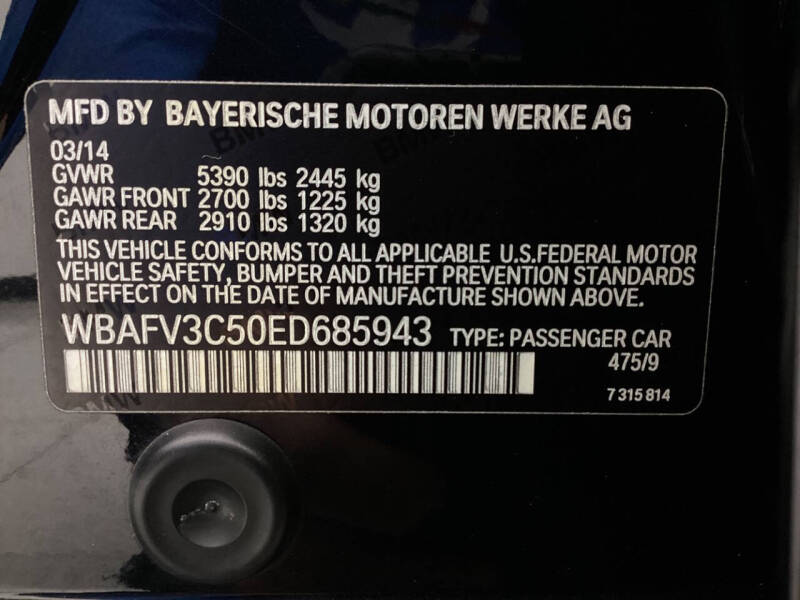 MFD BY BAYERISCHE MOTOREN WERKE AG
03/14
GVWR 5390 lbs 2445 kg
GAWR FRONT 2700 lbs 1225 kg
GAWR REAR 2910 lbs 1320 kg
THIS VEHICLE CONFORMS TO ALL APPLICABLE U.S.FEDERAL MOTOR
VEHICLE SAFETY, BUMPER AND THEFT PREVENTION STANDARDS
IN EFFECT ON THE DATE OF MANUFACTURE SHOWN ABOVE.
WBAFV3C50ED685943 TYPE: PASSENGER CAR
475/9
7 315 814